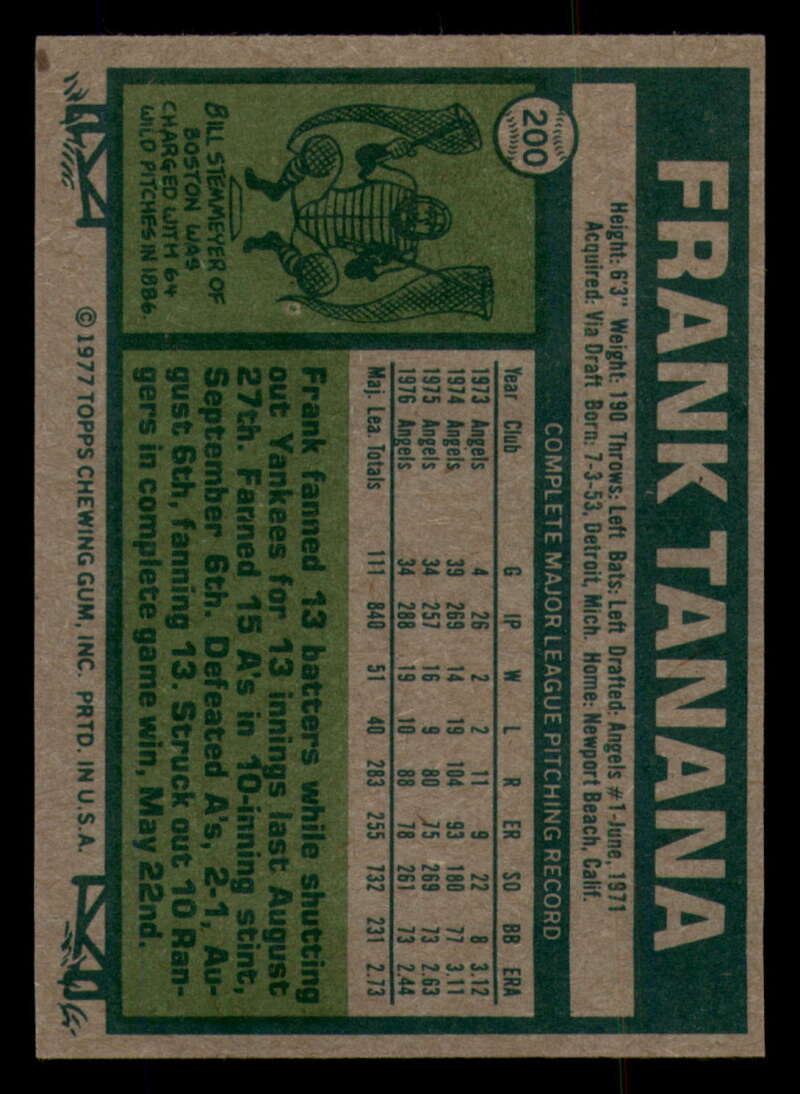 200
FRANK TANANA
Height: 6'3" Weight: 190 Throws: Left Bats: Left Drafted: Angels #1-June, 1971
Acquired: Via Draft Born: 7-3-53, Detroit, Mich. Home: Newport Beach, Calif.
COMPLETE MAJOR LEAGUE PITCHING RECORD
Year Club G IP W L R ER SO BB ERA
1973 Angels 4 26 2 2 11 9 22 8 3.12
1974 Angels 39 269 14 19 104 93 180 77 3.11
1975 Angels 34 257 16 9 80 75 269 73 2.63
1976 Angels 34 288 19 10 88 78 261 73 2.44
Maj. Lea. Totals 111 840 51 40 283 255 732 231 2.73
BILL STEMMEYER OF
BOSTON WAS
CHARGED WITH 64
WILD PITCHES IN 1886.
Frank fanned 13 batters while shutting
out Yankees for 13 innings last August
27th. Fanned 15 A's in 10-inning stint,
September 6th. Defeated A's, 2-1, Au-
gust 6th, fanning 13. Struck out 10 Ran-
gers in complete game win, May 22nd.
© 1977 TOPPS CHEWING GUM, INC. PRTD. IN U.S.A.